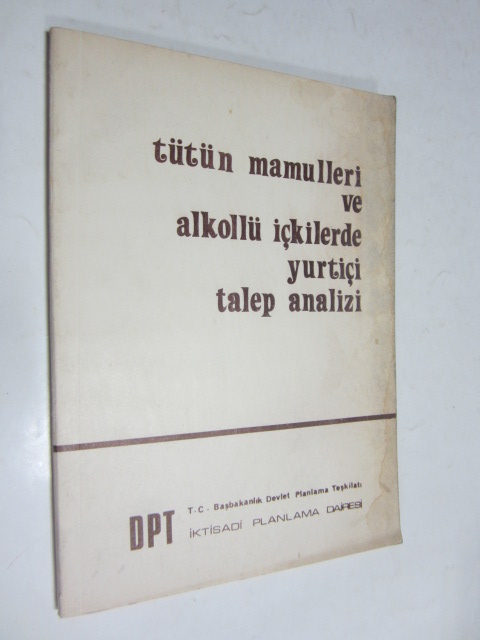 tütün mamulleri
ve
alkollü içkilerde
yurtiçi
talep analizi
T.C. Başbakanlık Devlet Planlama Teşkilatı
DPT İKTİSADİ PLANLAMA DAİRESİ